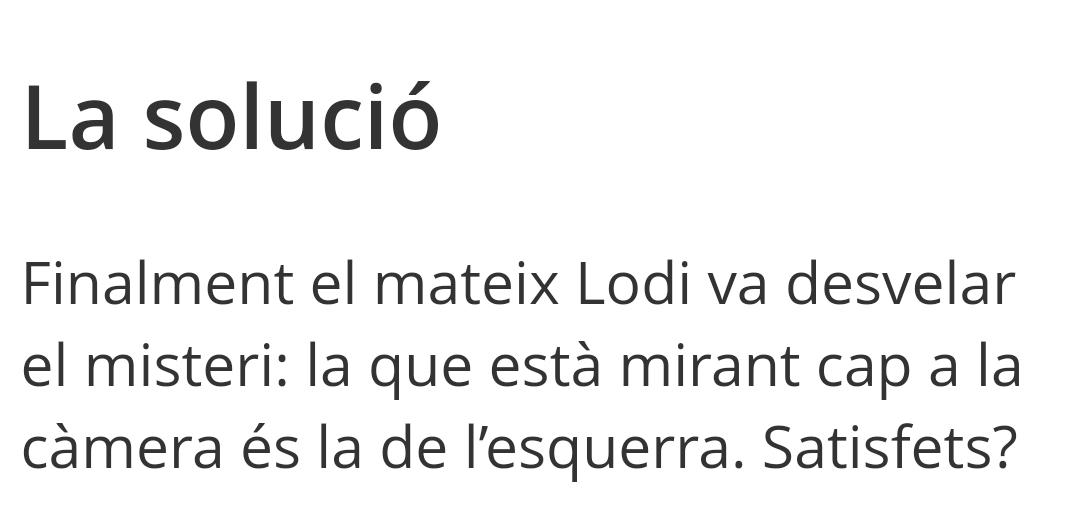 La solució
Finalment el mateix Lodi va desvelar
el misteri: la que està mirant cap a la
càmera és la de l’esquerra. Satisfets?